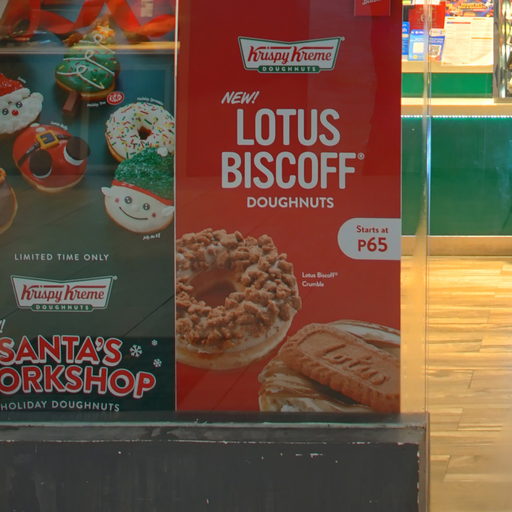 LIMITED TIME ONLY
Krispy Kreme
DOUGHNUTS
SANTA'S
ORKSHOP
HOLIDAY DOUGHNUTS
Krispy Kreme
DOUGHNUTS
NEW!
LOTUS
BISCOFF®
DOUGHNUTS
Starts at
P65
Lotus Biscoff®
Crumble
Lotus